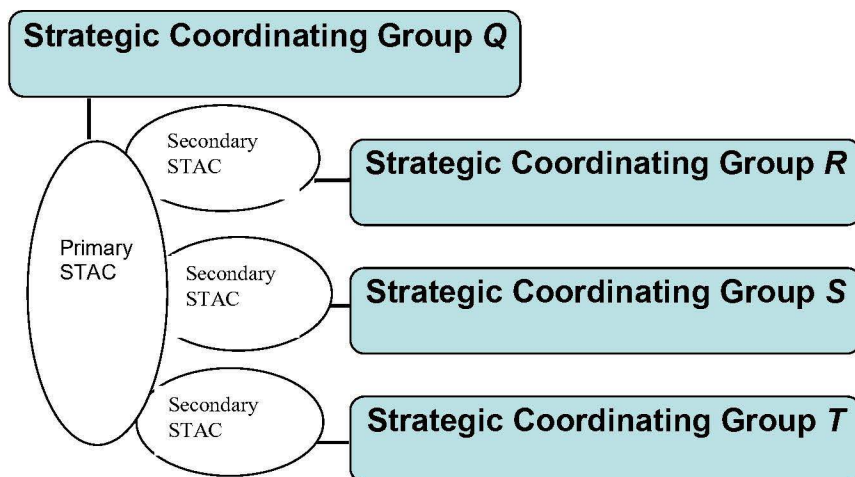 Strategic Coordinating Group Q
Secondary
STAC
Strategic Coordinating Group R
Primary
STAC
Secondary
STAC
Strategic Coordinating Group S
Secondary
STAC
Strategic Coordinating Group T